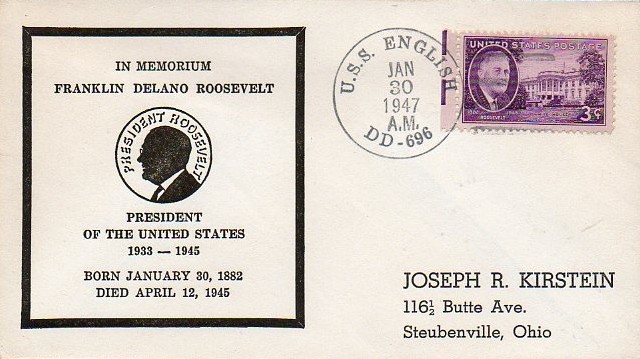 IN MEMORIUM
FRANKLIN DELANO ROOSEVELT
PRESIDENT ROOSEVELT
PRESIDENT
OF THE UNITED STATES
1933 — 1945
BORN JANUARY 30, 1882
DIED APRIL 12, 1945
U.S.S. ENGLISH
JAN
30
1947
A.M.
DD-696
UNITED STATES POSTAGE
ROOSEVELT
3¢
JOSEPH R. KIRSTEIN
116½ Butte Ave.
Steubenville, Ohio